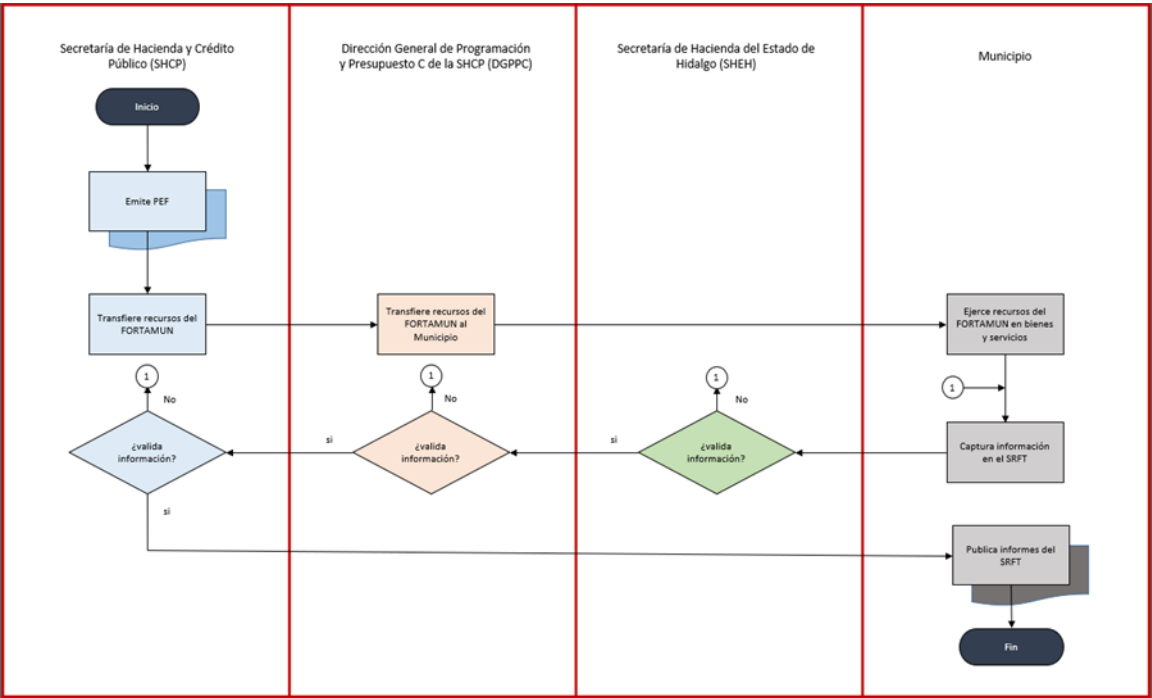 Secretaría de Hacienda y Crédito
Público (SHCP)
Dirección General de Programación
y Presupuesto C de la SHCP (DGPPC)
Secretaría de Hacienda del Estado de
Hidalgo (SHEH)
Municipio
Inicio
Emite PEF
Transfiere recursos del
FORTAMUN
Transfiere recursos del
FORTAMUN al
Municipio
Ejerce recursos del
FORTAMUN en bienes
y servicios
1
No
1
No
1
No
1
¿valida
información?
si
¿valida
información?
si
¿valida
información?
Captura información
en el SRFT
si
Publica informes del
SRFT
Fin